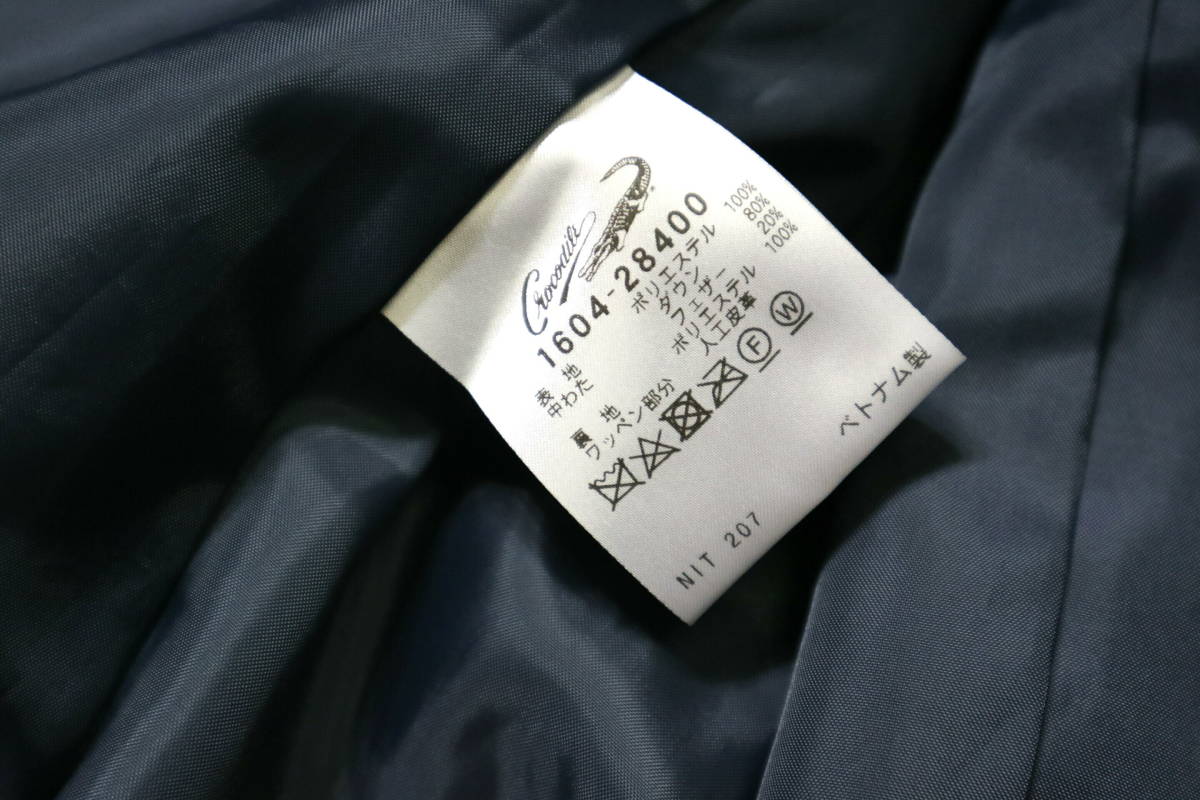 Crocodile
1604-28400
表 地 ポリエステル 100%
中わた ダウン 80%
フェザー 20%
裏 地 ポリエステル 100%
ワッペン部分 人工皮革
F W
ベトナム製
NIT 207